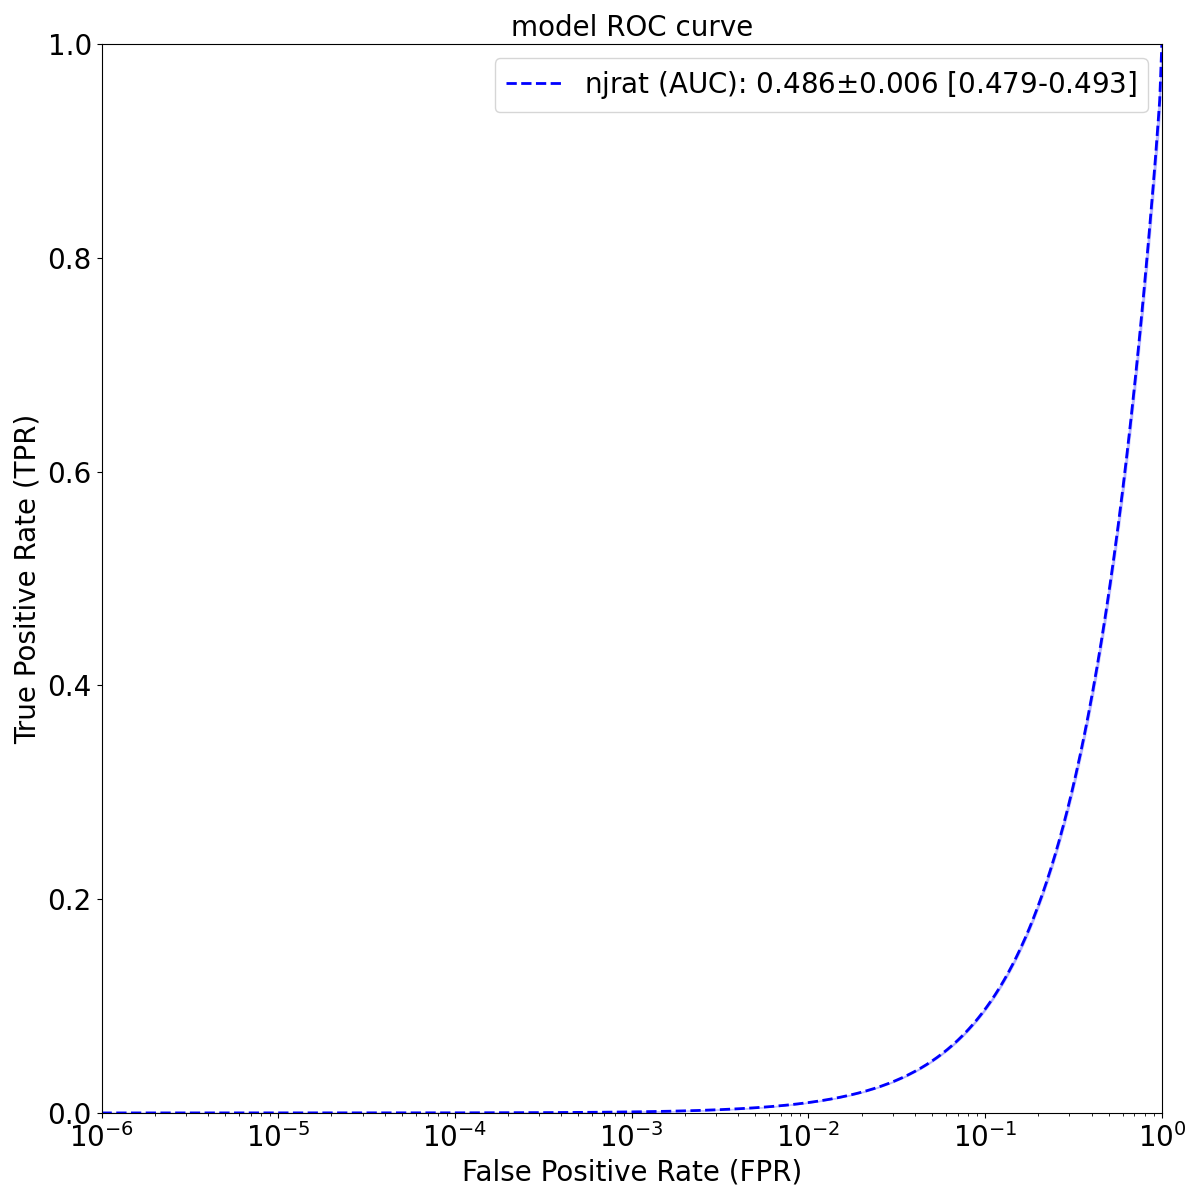 model ROC curve
njrat (AUC): 0.486±0.006 [0.479-0.493]
True Positive Rate (TPR)
1.0
0.8
0.6
0.4
0.2
0.0
10⁻⁶ 10⁻⁵ 10⁻⁴ 10⁻³ 10⁻² 10⁻¹ 10⁰
False Positive Rate (FPR)